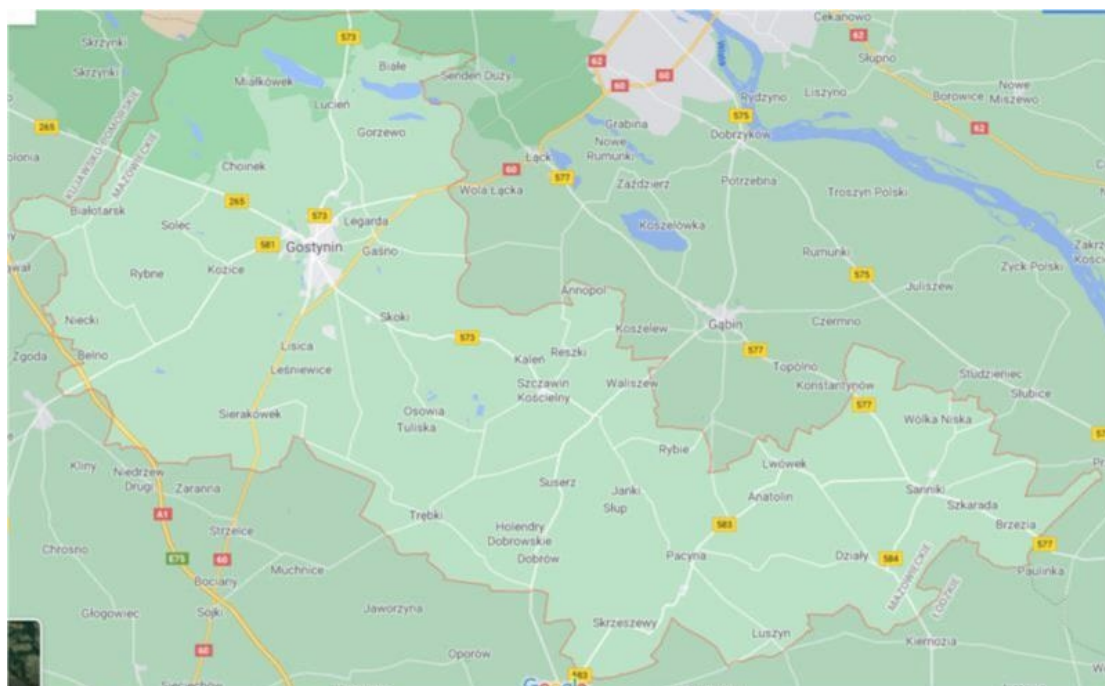 573
Skrzynki
Białe
Senden Duży
62
60
60
Wisła
Cekanowo
62
Słupno
Skrzynki
Miałkówek
Lucień
Rydzyno
Liszyno
Nowe
Miszewo
Borowice
265
KUJAWSKO-POMORSKIE
MAZOWIECKIE
Gorzewo
Grabina
575
Dobrzyków
62
Choinek
60
Łąck
Nowe
Rumunki
Wola Łącka
577
Zaździerz
Potrzebna
Białotarsk
265
573
Legarda
Troszyn Polski
Solec
Koszelówka
581
Gostynin
Gaśno
Rumunki
Rybne
Kozice
575
Zyck Polski
Annopol
Juliszew
Niecki
Skoki
Koszelew
Gąbin
Czermno
573
Zgoda
Belno
Lisica
Reszki
577
Leśniewice
Kaleń
Topólno
Studzieniec
Szczawin
Kościelny
Waliszew
Konstantynów
Słubice
577
Sierakówek
Osowia
Tuliska
Wólka Niska
Rybie
Kliny
Niedrzew
Drugi
Lwówek
Zaranna
Suserz
Janki
Anatolin
Sanniki
Słup
Szkarada
A1
Trębki
583
Brzezia
Strzelce
Holendry
Dobrowskie
577
Chrosno
E75
60
Dobrów
Pacyna
Działy
584
Paulinka
Muchnice
MAZOWIECKIE
ŁÓDZKIE
Bociany
Głogowiec
Sójki
Jaworzyna
Skrzeszewy
Luszyn
Kiernozia
60
Oporów
583
Google